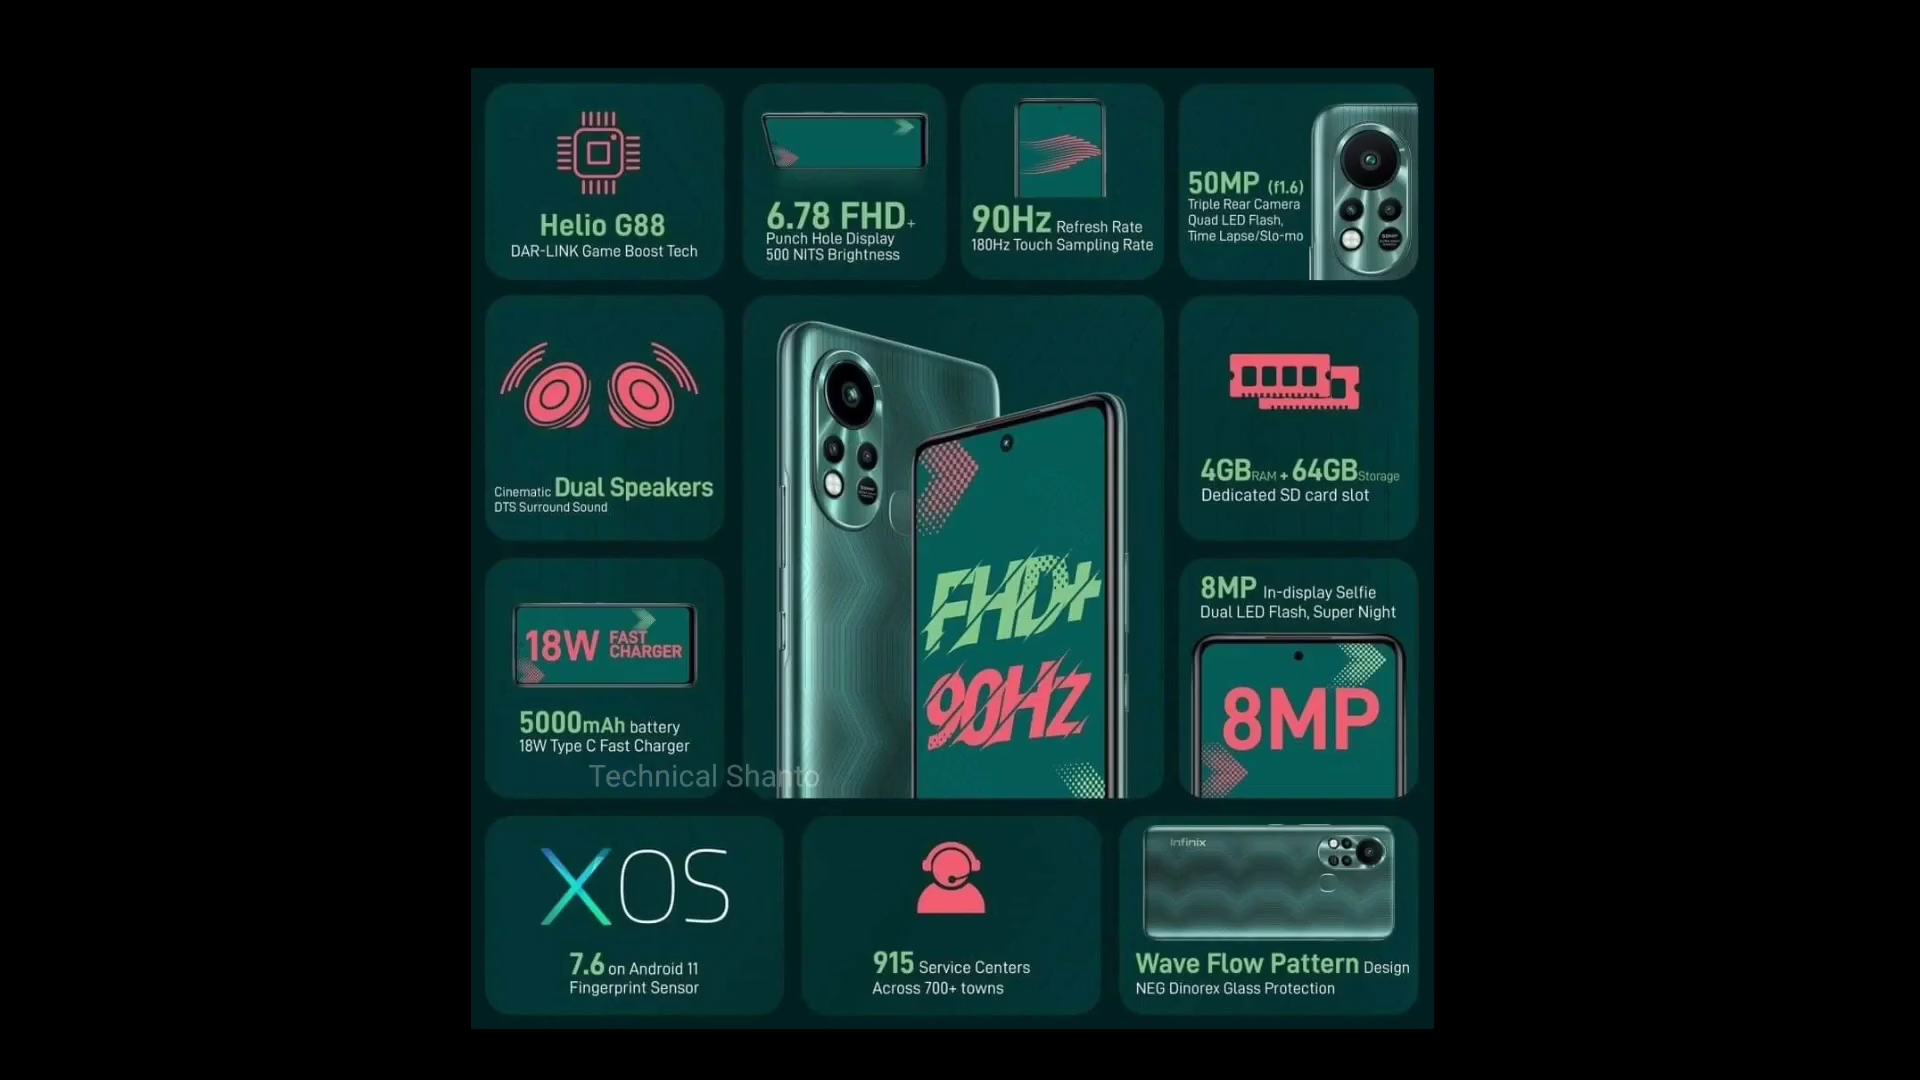 Helio G88
DAR-LINK Game Boost Tech
6.78 FHD+
Punch Hole Display
500 NITS Brightness
90Hz Refresh Rate
180Hz Touch Sampling Rate
50MP (f1.6)
Triple Rear Camera
Quad LED Flash,
Time Lapse/Slo-mo
Cinematic Dual Speakers
DTS Surround Sound
FHD+
90Hz
4GB RAM + 64GB Storage
Dedicated SD card slot
18W FAST
CHARGER
5000mAh battery
18W Type C Fast Charger
Technical Shanto
8MP In-display Selfie
Dual LED Flash, Super Night
8MP
XOS
7.6 on Android 11
Fingerprint Sensor
915 Service Centers
Across 700+ towns
Infinix
Wave Flow Pattern Design
NEG Dinorex Glass Protection